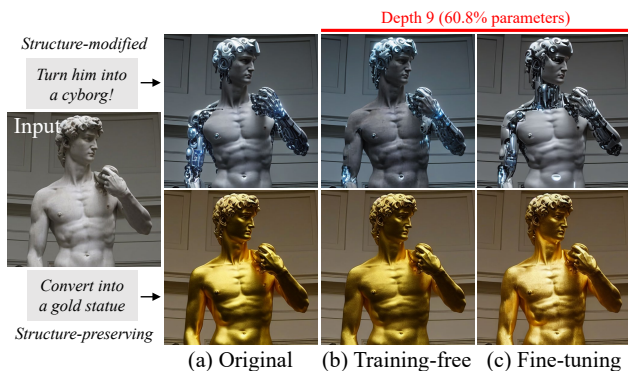 Depth 9 (60.8% parameters)
Structure-modified
Turn him into
a cyborg!
Input
Convert into
a gold statue
Structure-preserving
(a) Original
(b) Training-free
(c) Fine-tuning